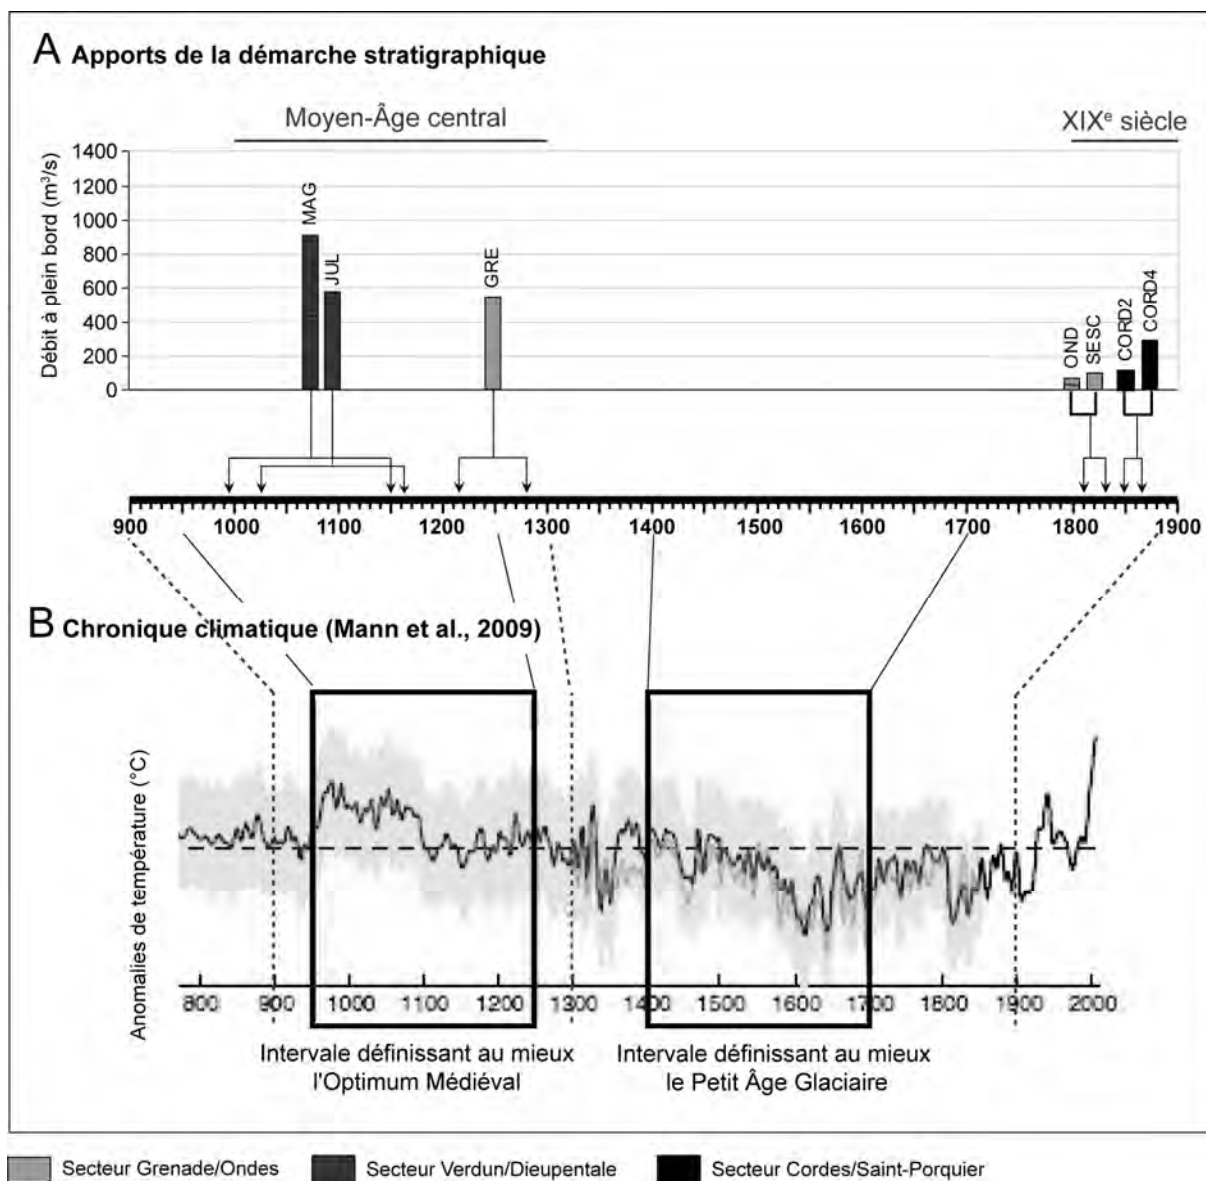 A Apports de la démarche stratigraphique
Moyen-Âge central
XIXe siècle
Débit à plein bord (m³/s)
1400
1200
1000
800
600
400
200
0
MAG
JUL
GRE
OND
SESC
CORD2
CORD4
900 1000 1100 1200 1300 1400 1500 1600 1700 1800 1900
B Chronique climatique (Mann et al., 2009)
Anomalies de température (°C)
800 900 1000 1100 1200 1300 1400 1500 1600 1700 1800 1900 2000
Intervale définissant au mieux
l'Optimum Médiéval
Intervale définissant au mieux
le Petit Âge Glaciaire
Secteur Grenade/Ondes
Secteur Verdun/Dieupentale
Secteur Cordes/Saint-Porquier